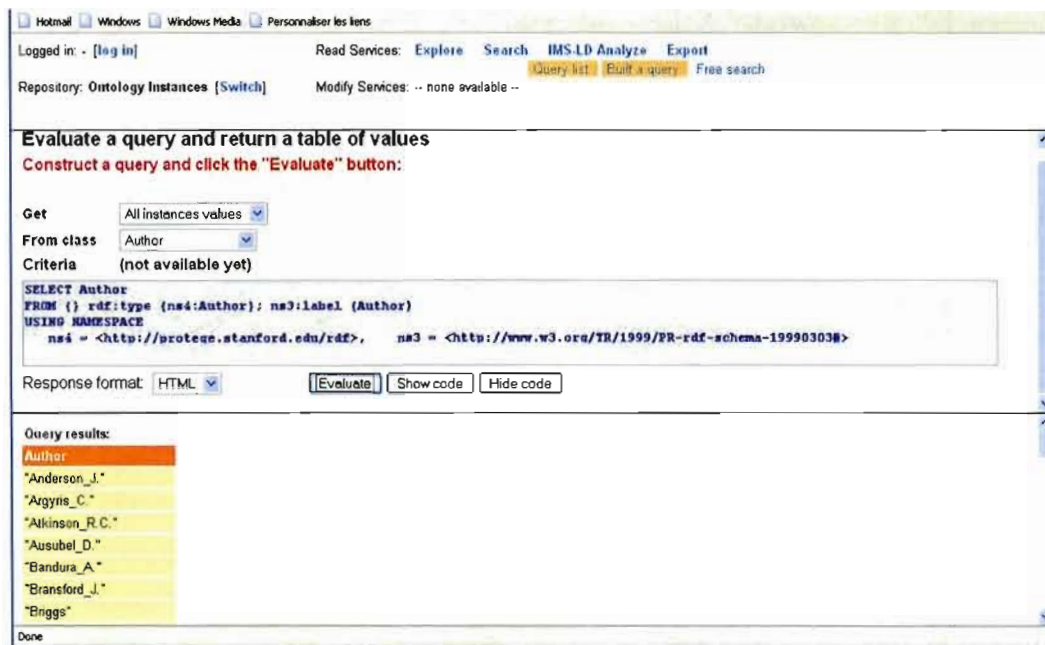 Hotmail Windows Windows Media Personnaliser les liens
Logged in: - [log in] Read Services: Explore Search IMS-LD Analyze Export
Query list Built a query Free search
Repository: Ontology Instances [Switch] Modify Services: -- none available --
Evaluate a query and return a table of values
Construct a query and click the "Evaluate" button:
Get All instances values
From class Author
Criteria (not available yet)
SELECT Author
FROM {} rdf:type {ns4:Author}; ns3:label {Author}
USING NAMESPACE
ns4 = <http://protege.stanford.edu/rdf>, ns3 = <http://www.w3.org/TR/1999/PR-rdf-schema-19990303#>
Response format: HTML Evaluate Show code Hide code
Query results:
Author
"Anderson_J."
"Argyris_C."
"Atkinson_R.C."
"Ausubel_D."
"Bandura_A."
"Bransford_J."
"Briggs"
Done